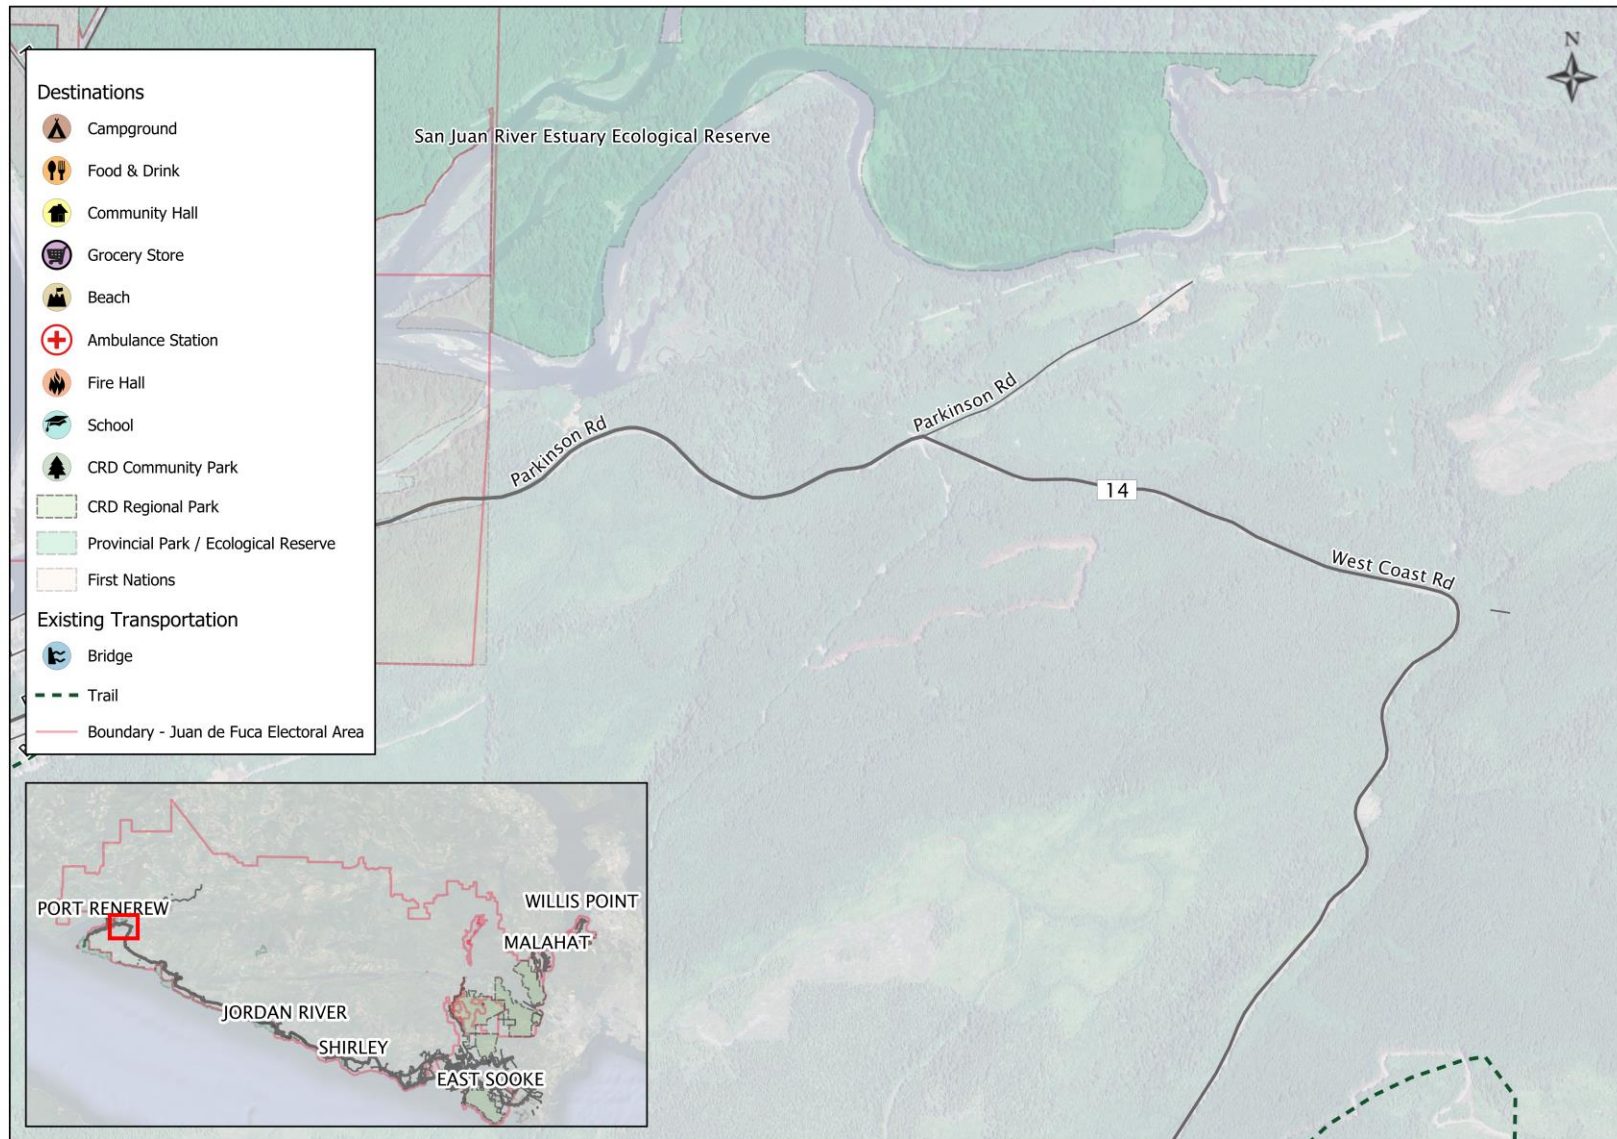 N
Destinations
Campground
Food & Drink
Community Hall
Grocery Store
Beach
Ambulance Station
Fire Hall
School
CRD Community Park
CRD Regional Park
Provincial Park / Ecological Reserve
First Nations
Existing Transportation
Bridge
Trail
Boundary - Juan de Fuca Electoral Area
San Juan River Estuary Ecological Reserve
Parkinson Rd
Parkinson Rd
14
West Coast Rd
PORT RENFREW
WILLIS POINT
MALAHAT
JORDAN RIVER
SHIRLEY
EAST SOOKE